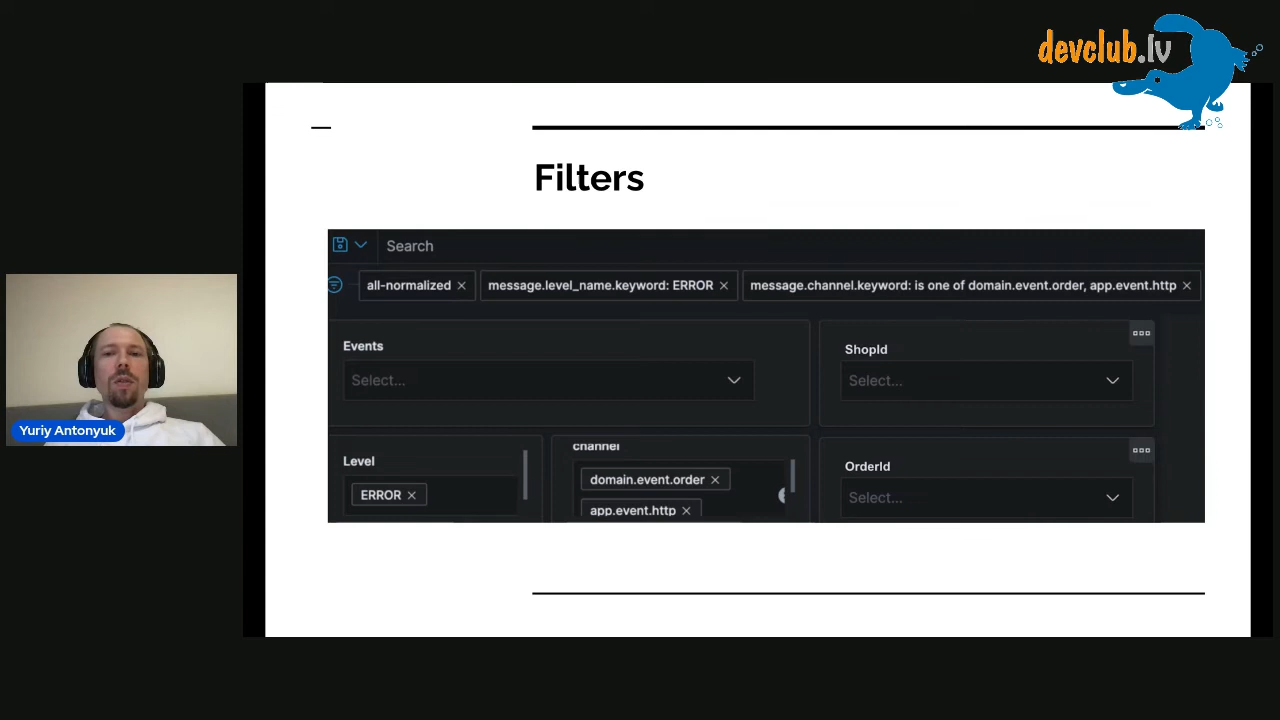 devclub.lv
Filters
Search
all-normalized ×
message.level_name.keyword: ERROR ×
message.channel.keyword: is one of domain.event.order, app.event.http ×
Events
Select...
ShopId
Select...
Level
ERROR ×
channel
domain.event.order ×
app.event.http ×
OrderId
Select...
Yuriy Antonyuk